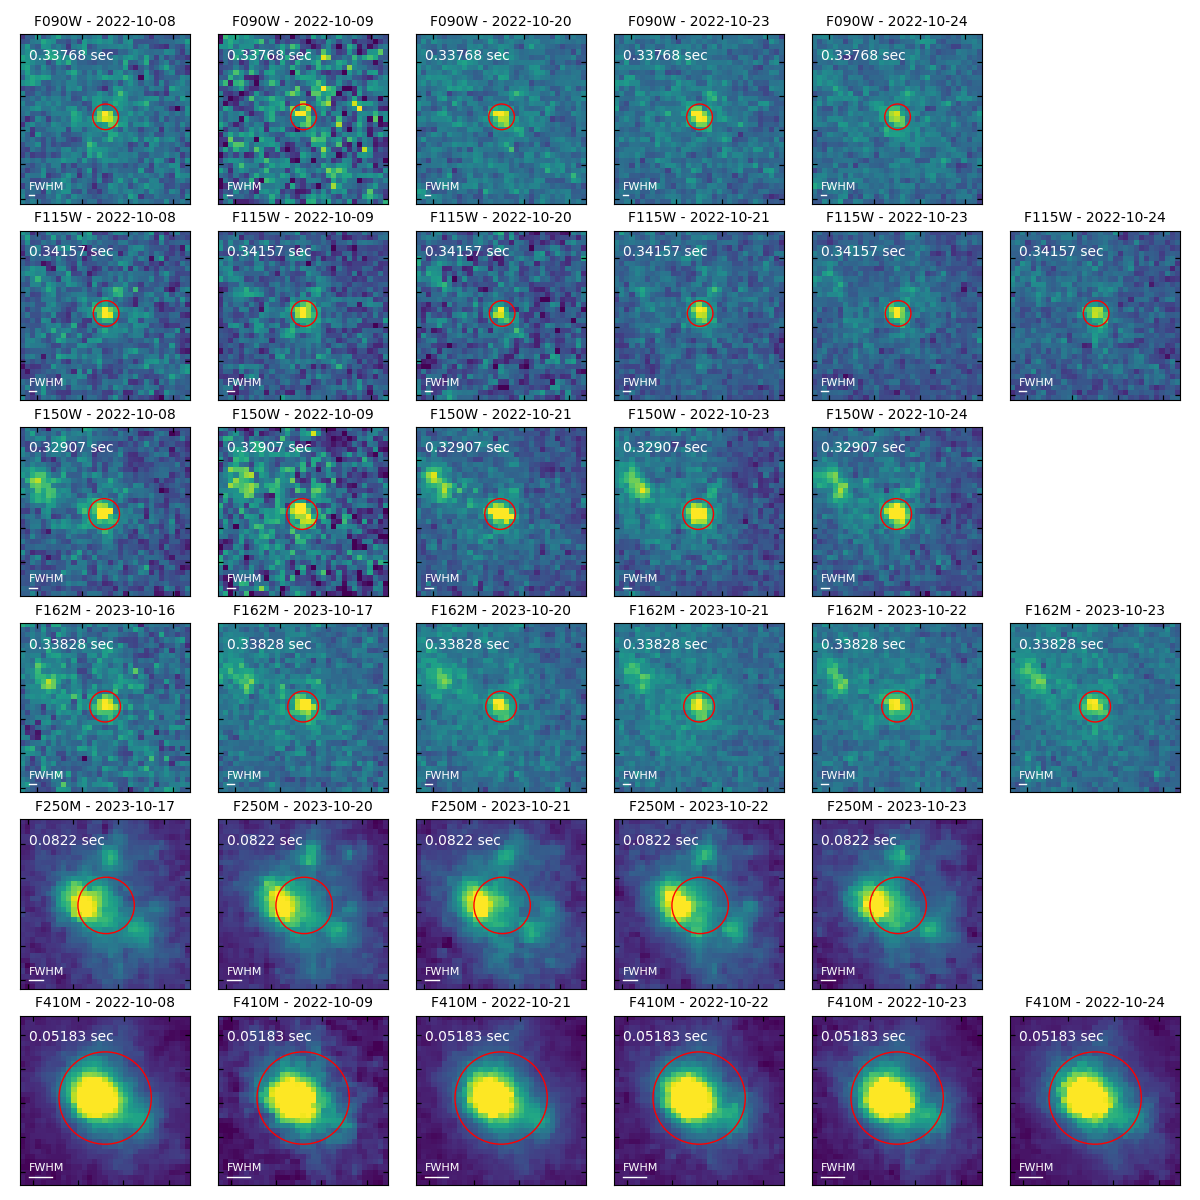 F090W - 2022-10-08
F090W - 2022-10-09
F090W - 2022-10-20
F090W - 2022-10-23
F090W - 2022-10-24
0.33768 sec
0.33768 sec
0.33768 sec
0.33768 sec
0.33768 sec
FWHM
FWHM
FWHM
FWHM
FWHM
F115W - 2022-10-08
F115W - 2022-10-09
F115W - 2022-10-20
F115W - 2022-10-21
F115W - 2022-10-23
F115W - 2022-10-24
0.34157 sec
0.34157 sec
0.34157 sec
0.34157 sec
0.34157 sec
0.34157 sec
FWHM
FWHM
FWHM
FWHM
FWHM
FWHM
F150W - 2022-10-08
F150W - 2022-10-09
F150W - 2022-10-21
F150W - 2022-10-23
F150W - 2022-10-24
0.32907 sec
0.32907 sec
0.32907 sec
0.32907 sec
0.32907 sec
FWHM
FWHM
FWHM
FWHM
FWHM
F162M - 2023-10-16
F162M - 2023-10-17
F162M - 2023-10-20
F162M - 2023-10-21
F162M - 2023-10-22
F162M - 2023-10-23
0.33828 sec
0.33828 sec
0.33828 sec
0.33828 sec
0.33828 sec
0.33828 sec
FWHM
FWHM
FWHM
FWHM
FWHM
FWHM
F250M - 2023-10-17
F250M - 2023-10-20
F250M - 2023-10-21
F250M - 2023-10-22
F250M - 2023-10-23
0.0822 sec
0.0822 sec
0.0822 sec
0.0822 sec
0.0822 sec
FWHM
FWHM
FWHM
FWHM
FWHM
F410M - 2022-10-08
F410M - 2022-10-09
F410M - 2022-10-21
F410M - 2022-10-22
F410M - 2022-10-23
F410M - 2022-10-24
0.05183 sec
0.05183 sec
0.05183 sec
0.05183 sec
0.05183 sec
0.05183 sec
FWHM
FWHM
FWHM
FWHM
FWHM
FWHM